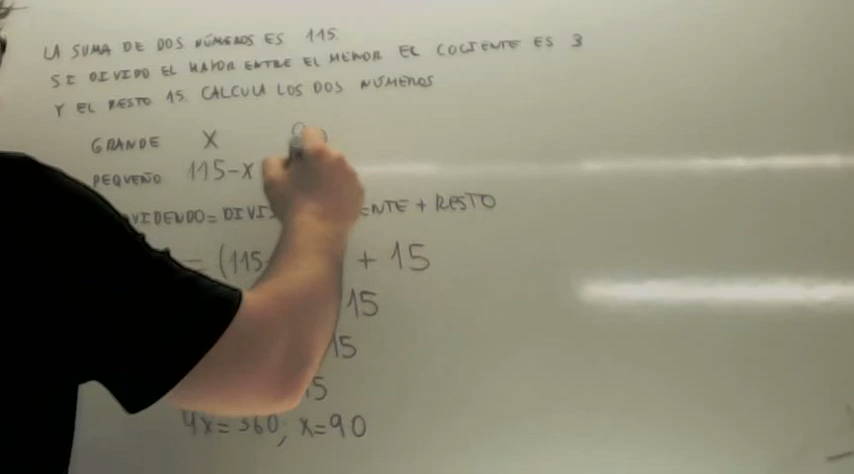 LA SUMA DE DOS NÚMEROS ES 115.
SI DIVIDO EL MAYOR ENTRE EL MENOR EL COCIENTE ES 3
Y EL RESTO 15. CALCULA LOS DOS NÚMEROS
GRANDE X
PEQUEÑO 115-X
VIDENDO = DIVI ENTE + RESTO
= (115 + 15
15
15
15
4X=360; X=90